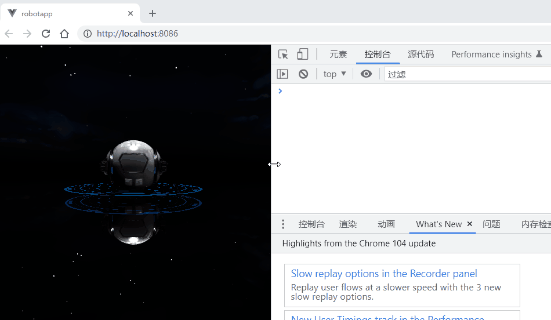 robotapp
http://localhost:8086
元素
控制台
源代码
Performance insights
top
过滤
控制台
渲染
动画
What's New
问题
内存检查
Highlights from the Chrome 104 update
Slow replay options in the Recorder panel
Replay user flows at a slower speed with the 3 new
slow replay options.
New User Timings track in the Performance